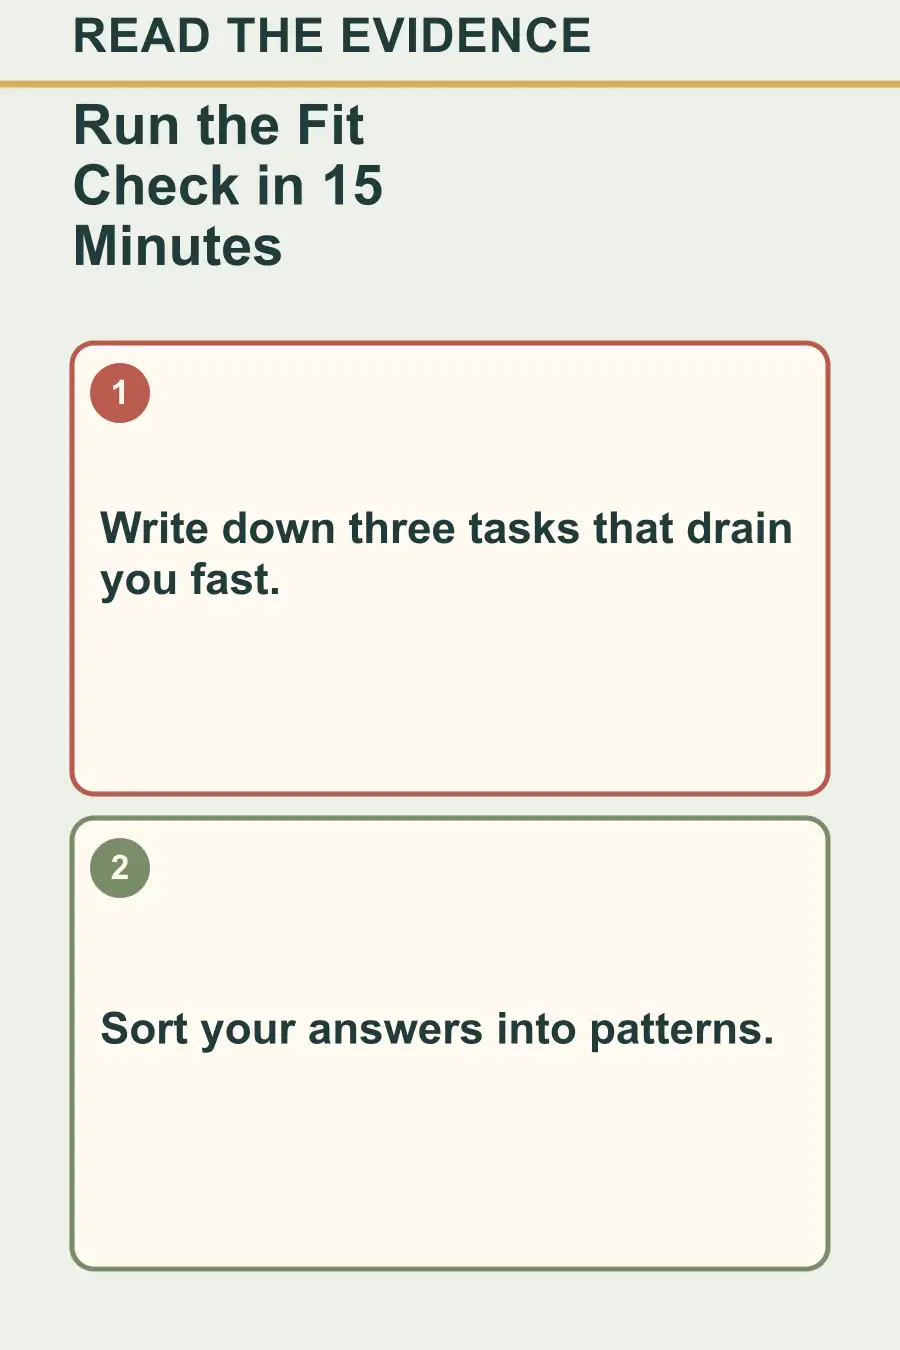 READ THE EVIDENCE
Run the Fit
Check in 15
Minutes
1
Write down three tasks that drain
you fast.
2
Sort your answers into patterns.